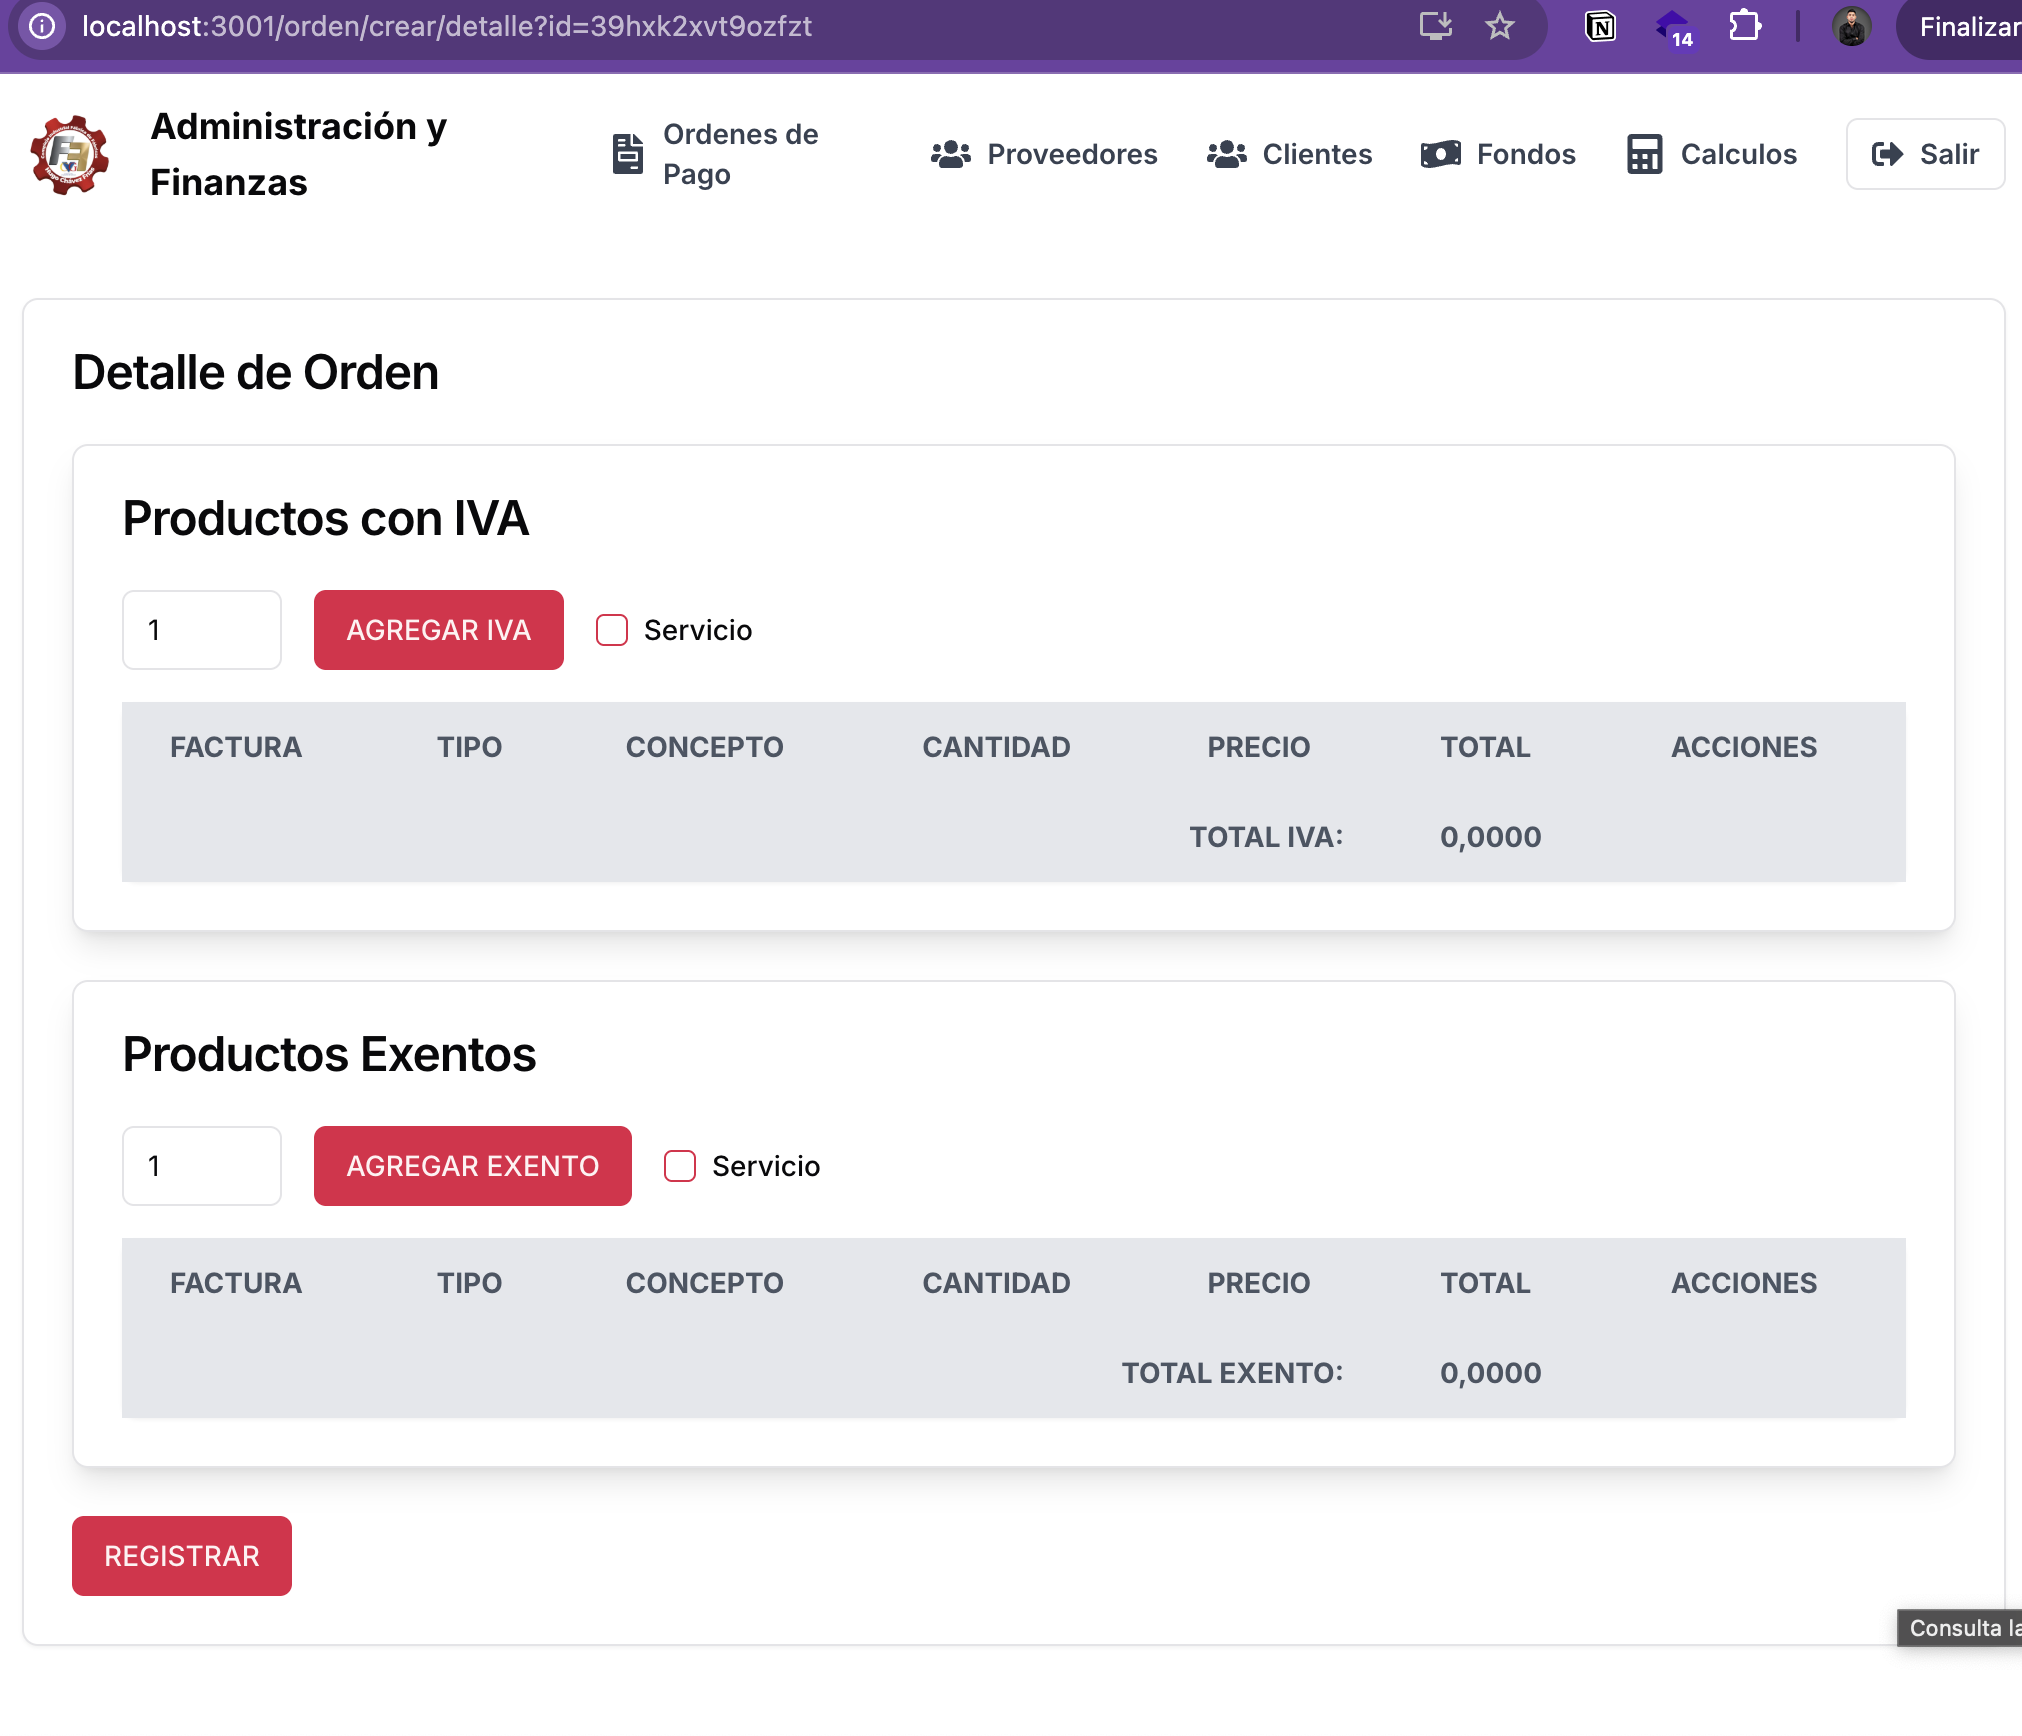 localhost:3001/orden/crear/detalle?id=39hxk2xvt9ozfzt
14
Finalizar
Administración y
Finanzas
Ordenes de
Pago
Proveedores
Clientes
Fondos
Calculos
Salir
Detalle de Orden
Productos con IVA
1
AGREGAR IVA
Servicio
FACTURA TIPO CONCEPTO CANTIDAD PRECIO TOTAL ACCIONES
TOTAL IVA: 0,0000
Productos Exentos
1
AGREGAR EXENTO
Servicio
FACTURA TIPO CONCEPTO CANTIDAD PRECIO TOTAL ACCIONES
TOTAL EXENTO: 0,0000
REGISTRAR
Consulta la